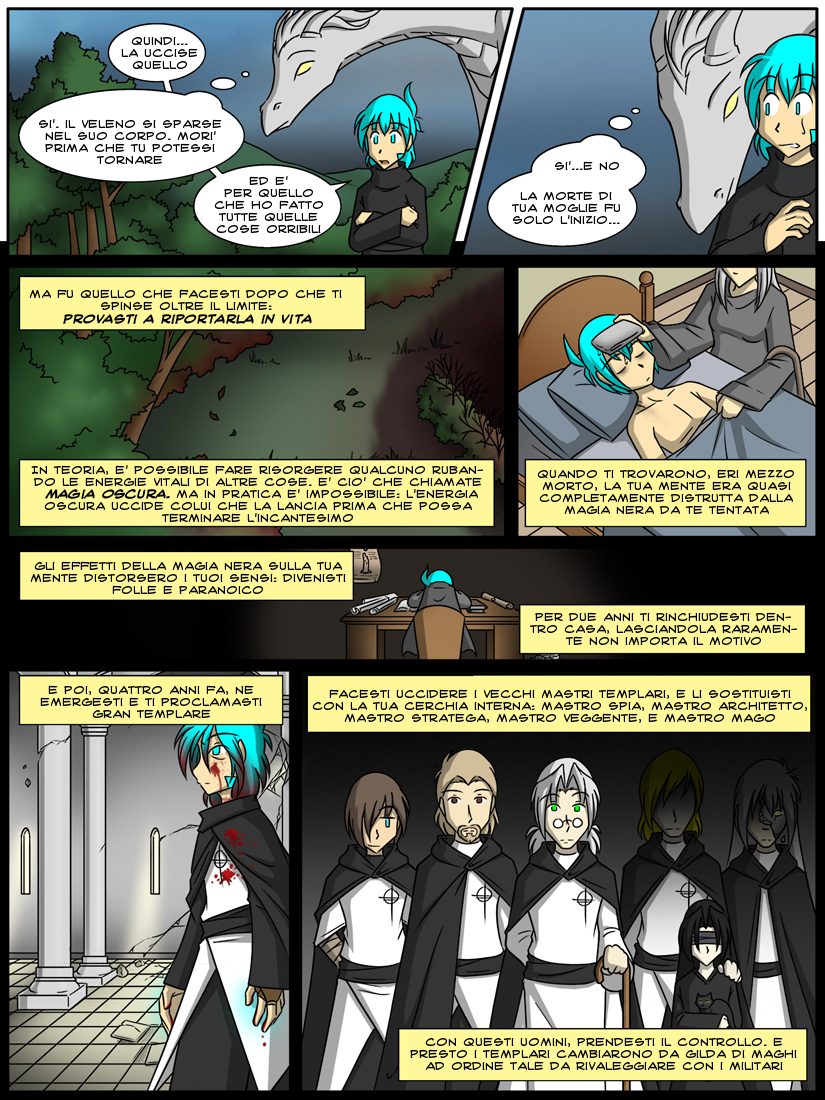 QUINDI...
LA UCCISE
QUELLO
SI'. IL VELENO SI SPARSE
NEL SUO CORPO. MORI'
PRIMA CHE TU POTESSI
TORNARE
ED E'
PER QUELLO
CHE HO FATTO
TUTTE QUELLE
COSE ORRIBILI
SI'...E NO
LA MORTE DI
TUA MOGLIE FU
SOLO L'INIZIO...
MA FU QUELLO CHE FACESTI DOPO CHE TI
SPINSE OLTRE IL LIMITE:
PROVASTI A RIPORTARLA IN VITA
IN TEORIA, E' POSSIBILE FARE RISORGERE QUALCUNO RUBAN-
DO LE ENERGIE VITALI DI ALTRE COSE. E' CIO' CHE CHIAMATE
MAGIA OSCURA. MA IN PRATICA E' IMPOSSIBILE: L'ENERGIA
OSCURA UCCIDE COLUI CHE LA LANCIA PRIMA CHE POSSA
TERMINARE L'INCANTESIMO
QUANDO TI TROVARONO, ERI MEZZO
MORTO, LA TUA MENTE ERA QUASI
COMPLETAMENTE DISTRUTTA DALLA
MAGIA NERA DA TE TENTATA
GLI EFFETTI DELLA MAGIA NERA SULLA TUA
MENTE DISTORSERO I TUOI SENSI: DIVENISTI
FOLLE E PARANOICO
PER DUE ANNI TI RINCHIUDESTI DEN-
TRO CASA, LASCIANDOLA RARAMEN-
TE NON IMPORTA IL MOTIVO
E POI, QUATTRO ANNI FA, NE
EMERGESTI E TI PROCLAMASTI
GRAN TEMPLARE
FACESTI UCCIDERE I VECCHI MASTRI TEMPLARI, E LI SOSTITUISTI
CON LA TUA CERCHIA INTERNA: MASTRO SPIA, MASTRO ARCHITETTO,
MASTRO STRATEGA, MASTRO VEGGENTE, E MASTRO MAGO
CON QUESTI UOMINI, PRENDESTI IL CONTROLLO. E
PRESTO I TEMPLARI CAMBIARONO DA GILDA DI MAGHI
AD ORDINE TALE DA RIVALEGGIARE CON I MILITARI